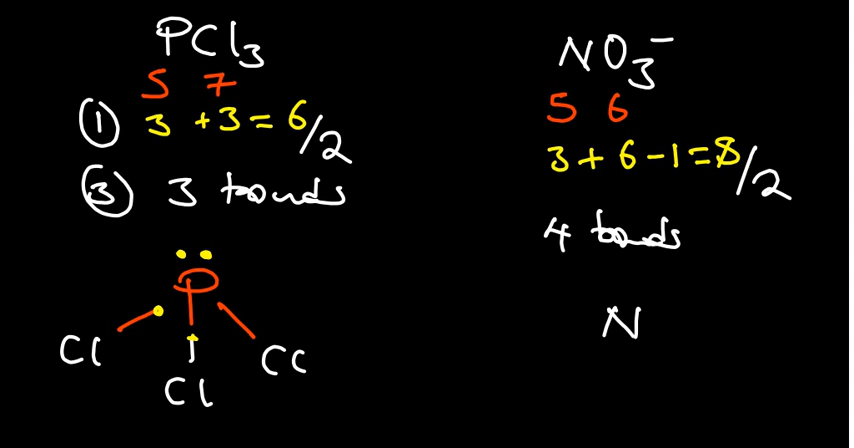 PCl₃
5 7
① 3 + 3 = 6/2
③ 3 bonds
P
Cl Cl
Cl
NO₃⁻
5 6
3 + 6 - 1 = 8/2
4 bonds
N